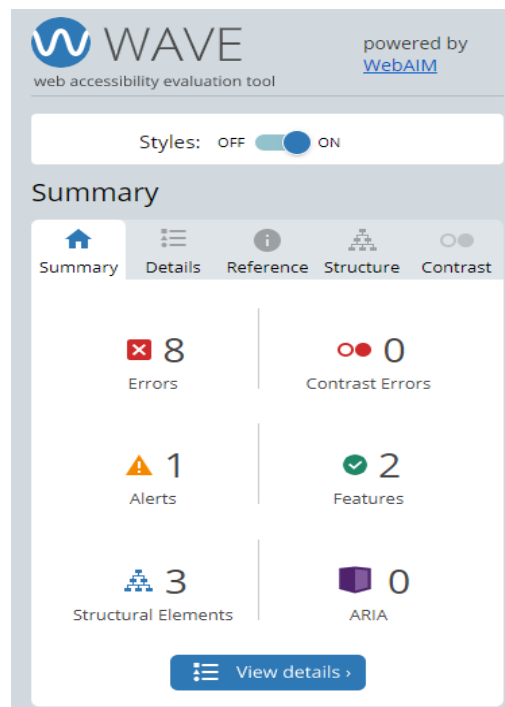 WAVE
powered by
WebAIM
web accessibility evaluation tool
Styles: OFF ON
Summary
Summary Details Reference Structure Contrast
8 0
Errors Contrast Errors
1 2
Alerts Features
3 0
Structural Elements ARIA
View details ›